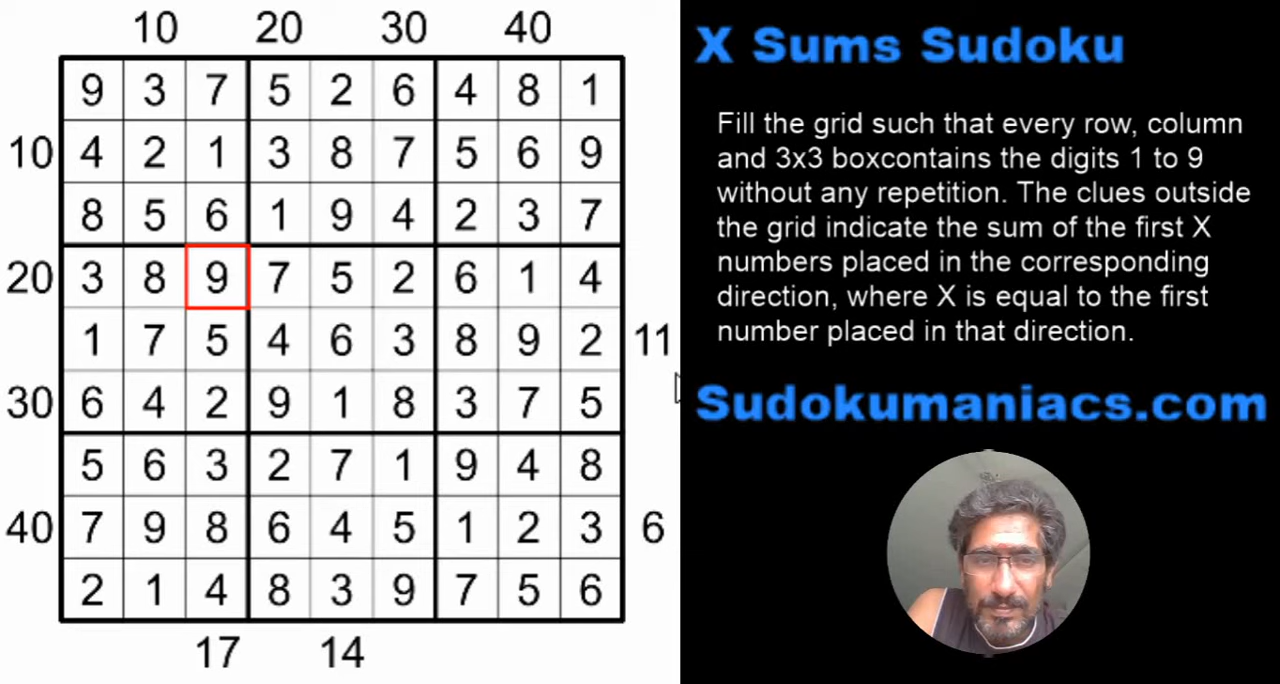 10 20 30 40
9 3 7 5 2 6 4 8 1
10 4 2 1 3 8 7 5 6 9
8 5 6 1 9 4 2 3 7
20 3 8 9 7 5 2 6 1 4
1 7 5 4 6 3 8 9 2 11
30 6 4 2 9 1 8 3 7 5
5 6 3 2 7 1 9 4 8
40 7 9 8 6 4 5 1 2 3 6
2 1 4 8 3 9 7 5 6
17 14
X Sums Sudoku
Fill the grid such that every row, column
and 3x3 boxcontains the digits 1 to 9
without any repetition. The clues outside
the grid indicate the sum of the first X
numbers placed in the corresponding
direction, where X is equal to the first
number placed in that direction.
Sudokumaniacs.com